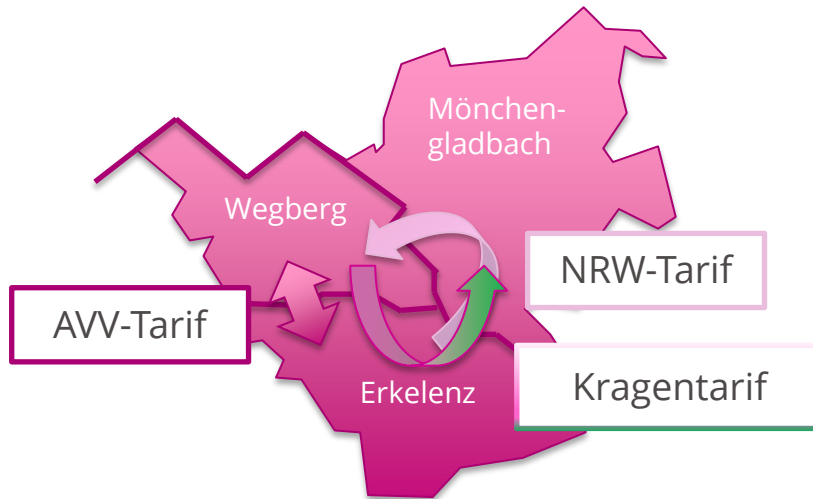 Mönchen-
gladbach
Wegberg
NRW-Tarif
AVV-Tarif
Kragentarif
Erkelenz